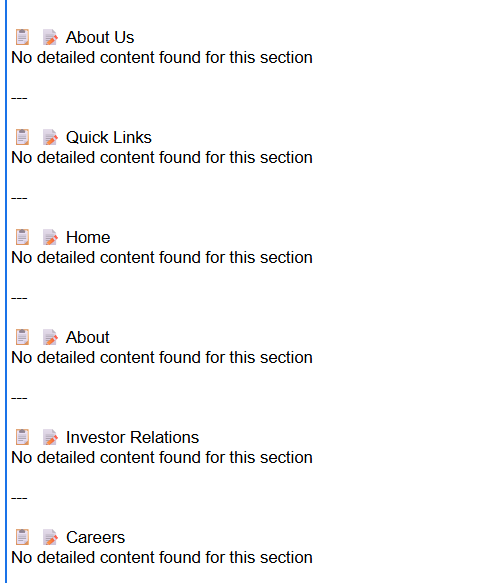 📋 📝 About Us
No detailed content found for this section
---
📋 📝 Quick Links
No detailed content found for this section
---
📋 📝 Home
No detailed content found for this section
---
📋 📝 About
No detailed content found for this section
---
📋 📝 Investor Relations
No detailed content found for this section
---
📋 📝 Careers
No detailed content found for this section